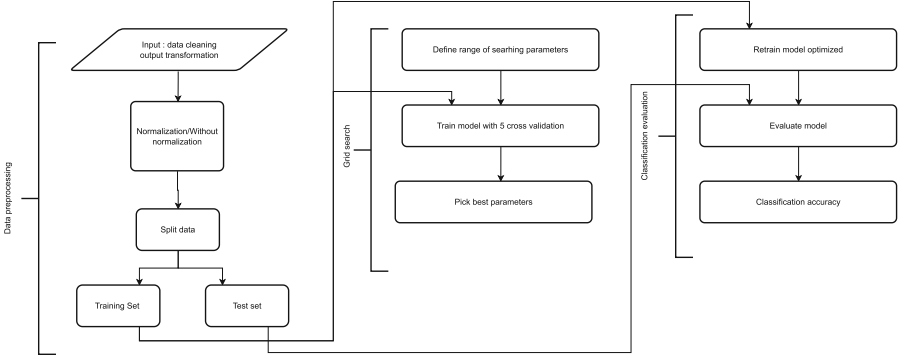 Data preprocessing
Input : data cleaning
output transformation
Normalization/Without
normalization
Split data
Training Set
Test set
Grid search
Define range of searhing parameters
Train model with 5 cross validation
Pick best parameters
Classification evaluation
Retrain model optimized
Evaluate model
Classification accuracy